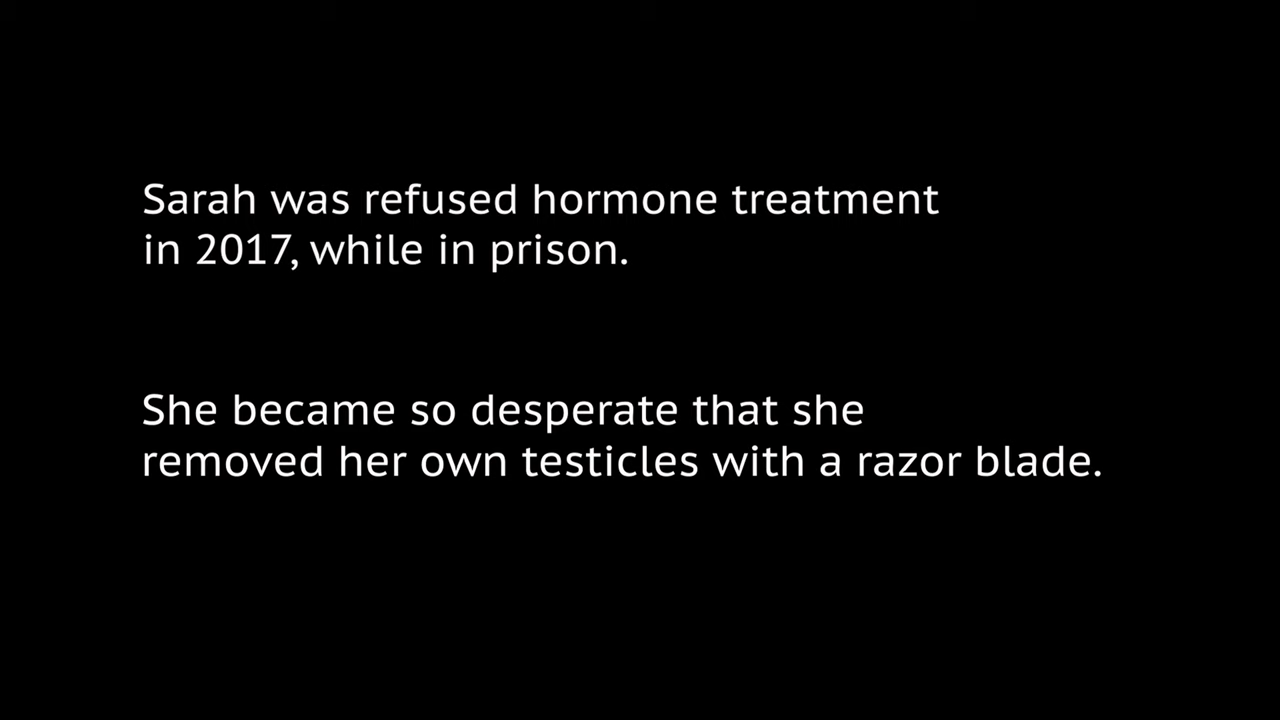 Sarah was refused hormone treatment
in 2017, while in prison.
She became so desperate that she
removed her own testicles with a razor blade.